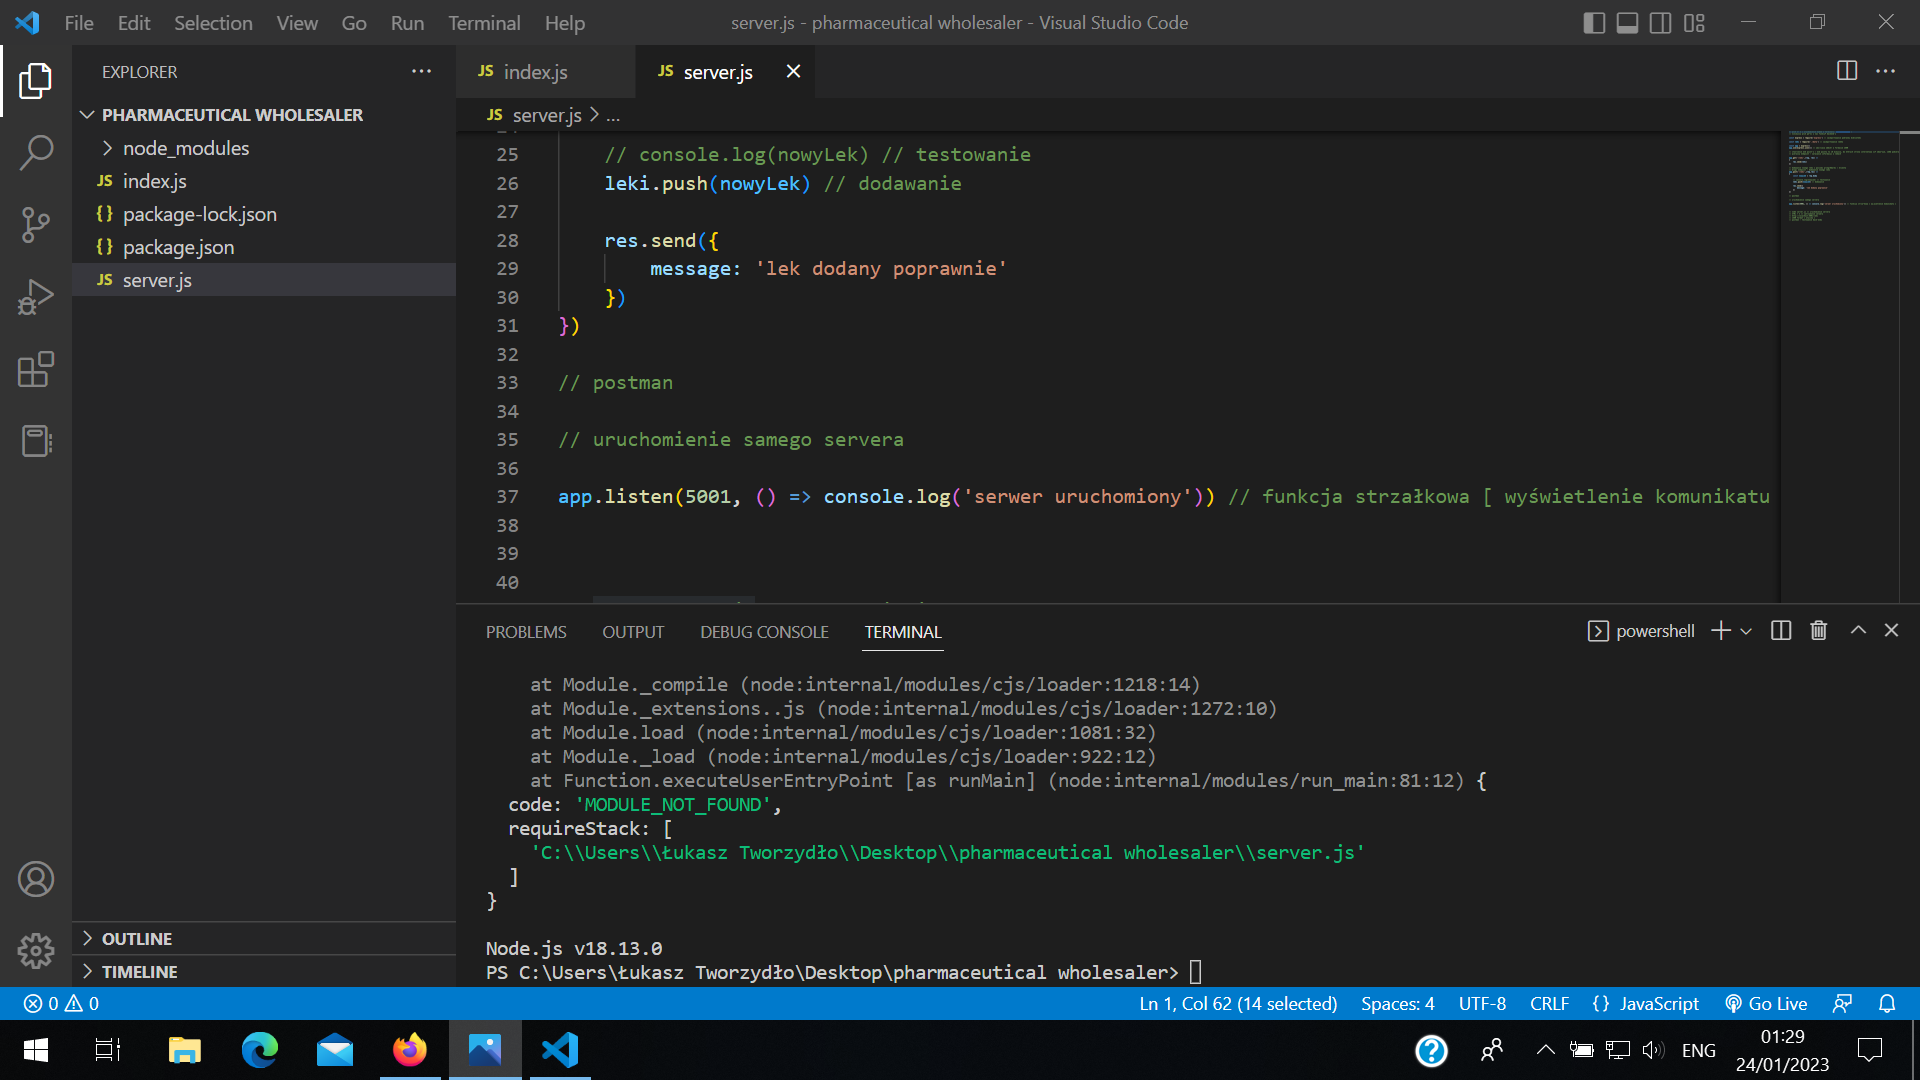 File Edit Selection View Go Run Terminal Help
server.js - pharmaceutical wholesaler - Visual Studio Code
EXPLORER
PHARMACEUTICAL WHOLESALER
node_modules
JS index.js
{} package-lock.json
{} package.json
JS server.js
OUTLINE
TIMELINE
JS index.js
JS server.js
JS server.js > ...
25 // console.log(nowyLek) // testowanie
26 leki.push(nowyLek) // dodawanie
27
28 res.send({
29 message: 'lek dodany poprawnie'
30 })
31 })
32
33 // postman
34
35 // uruchomienie samego servera
36
37 app.listen(5001, () => console.log('serwer uruchomiony')) // funkcja strzałkowa [ wyświetlenie komunikatu
38
39
40
PROBLEMS OUTPUT DEBUG CONSOLE TERMINAL
powershell
at Module._compile (node:internal/modules/cjs/loader:1218:14)
at Module._extensions..js (node:internal/modules/cjs/loader:1272:10)
at Module.load (node:internal/modules/cjs/loader:1081:32)
at Module._load (node:internal/modules/cjs/loader:922:12)
at Function.executeUserEntryPoint [as runMain] (node:internal/modules/run_main:81:12) {
code: 'MODULE_NOT_FOUND',
requireStack: [
'C:\\Users\\Łukasz Tworzydło\\Desktop\\pharmaceutical wholesaler\\server.js'
]
}
Node.js v18.13.0
PS C:\Users\Łukasz Tworzydło\Desktop\pharmaceutical wholesaler>
0 0
Ln 1, Col 62 (14 selected) Spaces: 4 UTF-8 CRLF {} JavaScript Go Live
ENG
01:29
24/01/2023